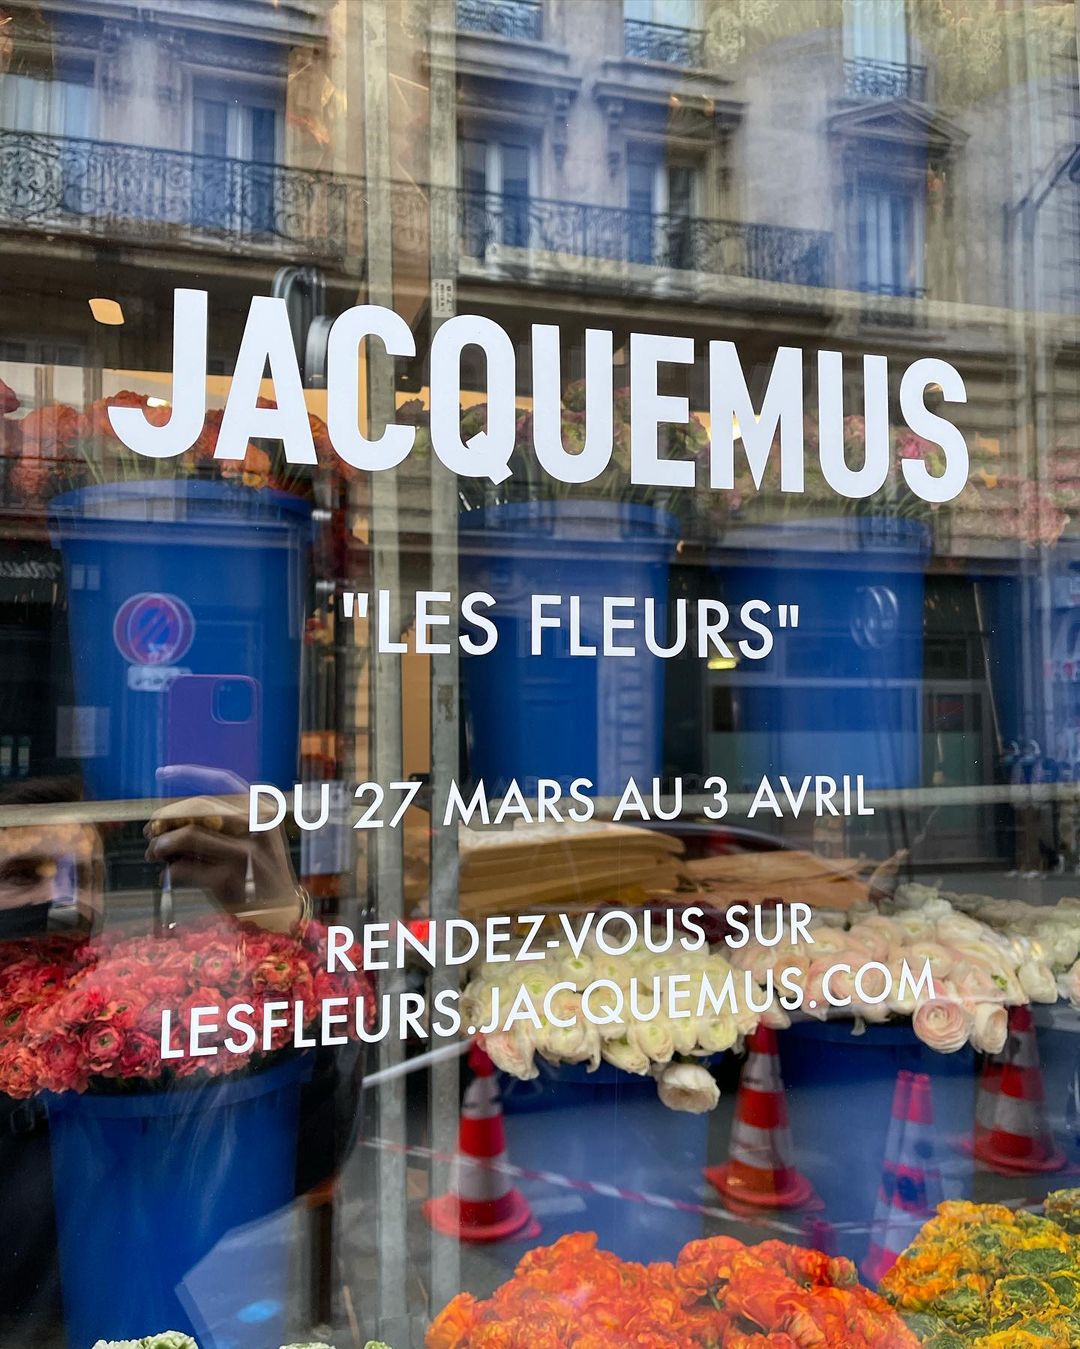 JACQUEMUS
"LES FLEURS"
DU 27 MARS AU 3 AVRIL
RENDEZ-VOUS SUR
LESFLEURS.JACQUEMUS.COM